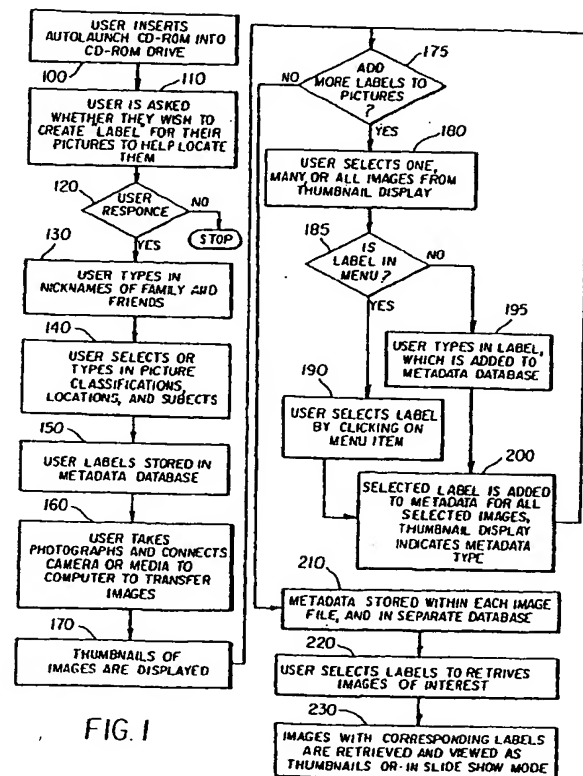 USER INSERTS
AUTOLAUNCH CD-ROM INTO
CD-ROM DRIVE
100
110
USER IS ASKED
WHETHER THEY WISH TO
CREATE "LABEL" FOR THEIR
PICTURES TO HELP LOCATE
THEM
120
USER
RESPONCE
NO
STOP
YES
130
USER TYPES IN
NICKNAMES OF FAMILY AND
FRIENDS
140
USER SELECTS OR
TYPES IN PICTURE
CLASSIFICATIONS,
LOCATIONS, AND SUBECTS
150
USER LABELS STORED IN
METADATA DATABASE
160
USER TAKES
PHOTOGRAPHS AND CONNECTS
CAMERA OR MEDIA TO
COMPUTER TO TRANSFER
IMAGES
170
THUMBNAILS OF
IMAGES ARE DISPLAYED
FIG. 1
175
ADD
MORE LABELS TO
PICTURES
?
NO
YES
180
USER SELECTS ONE,
MANY, OR ALL IMAGES FROM
THUMBNAIL DISPLAY
185
IS
LABEL IN
MENU?
NO
YES
195
USER TYPES IN LABEL,
WHICH IS ADDED TO
METADATA DATABASE
190
USER SELECTS LABEL
BY CLICKING ON
MENU ITEM
200
SELECTED LABEL IS ADDED
TO METADATA FOR ALL
SELECTED IMAGES,
THUMBNAIL DISPLAY
INDICATES METADATA
TYPE
210
METADATA STORED WITHIN EACH IMAGE
FILE, AND IN SEPARATE DATABASE
220
USER SELECTS LABELS TO RETRIVES
IMAGES OF INTEREST
230
IMAGES WITH CORRESPONDING LABELS
ARE RETRIEVED AND VIEWED AS
THUMBNAILS OR IN SLIDE SHOW MODE